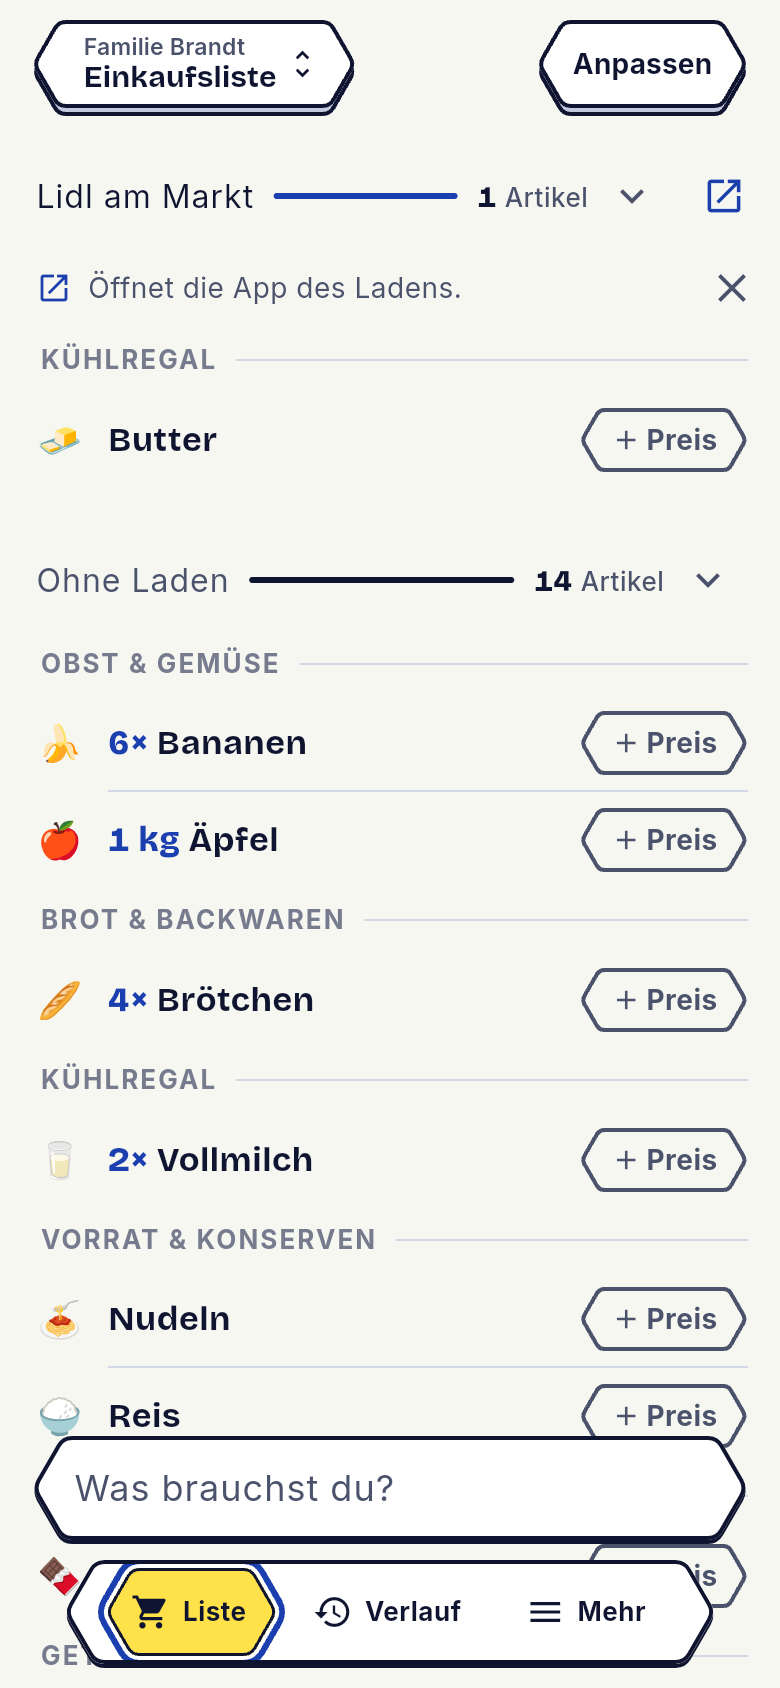 Familie Brandt
Einkaufsliste
Anpassen
Lidl am Markt 1 Artikel
Öffnet die App des Ladens.
KÜHLREGAL
Butter + Preis
Ohne Laden 14 Artikel
OBST & GEMÜSE
6× Bananen + Preis
1 kg Äpfel + Preis
BROT & BACKWAREN
4× Brötchen + Preis
KÜHLREGAL
2× Vollmilch + Preis
VORRAT & KONSERVEN
Nudeln + Preis
Reis + Preis
Was brauchst du?
Liste Verlauf Mehr